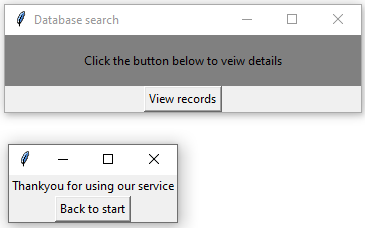 Database search
Click the button below to veiw details
View records
Thankyou for using our service
Back to start